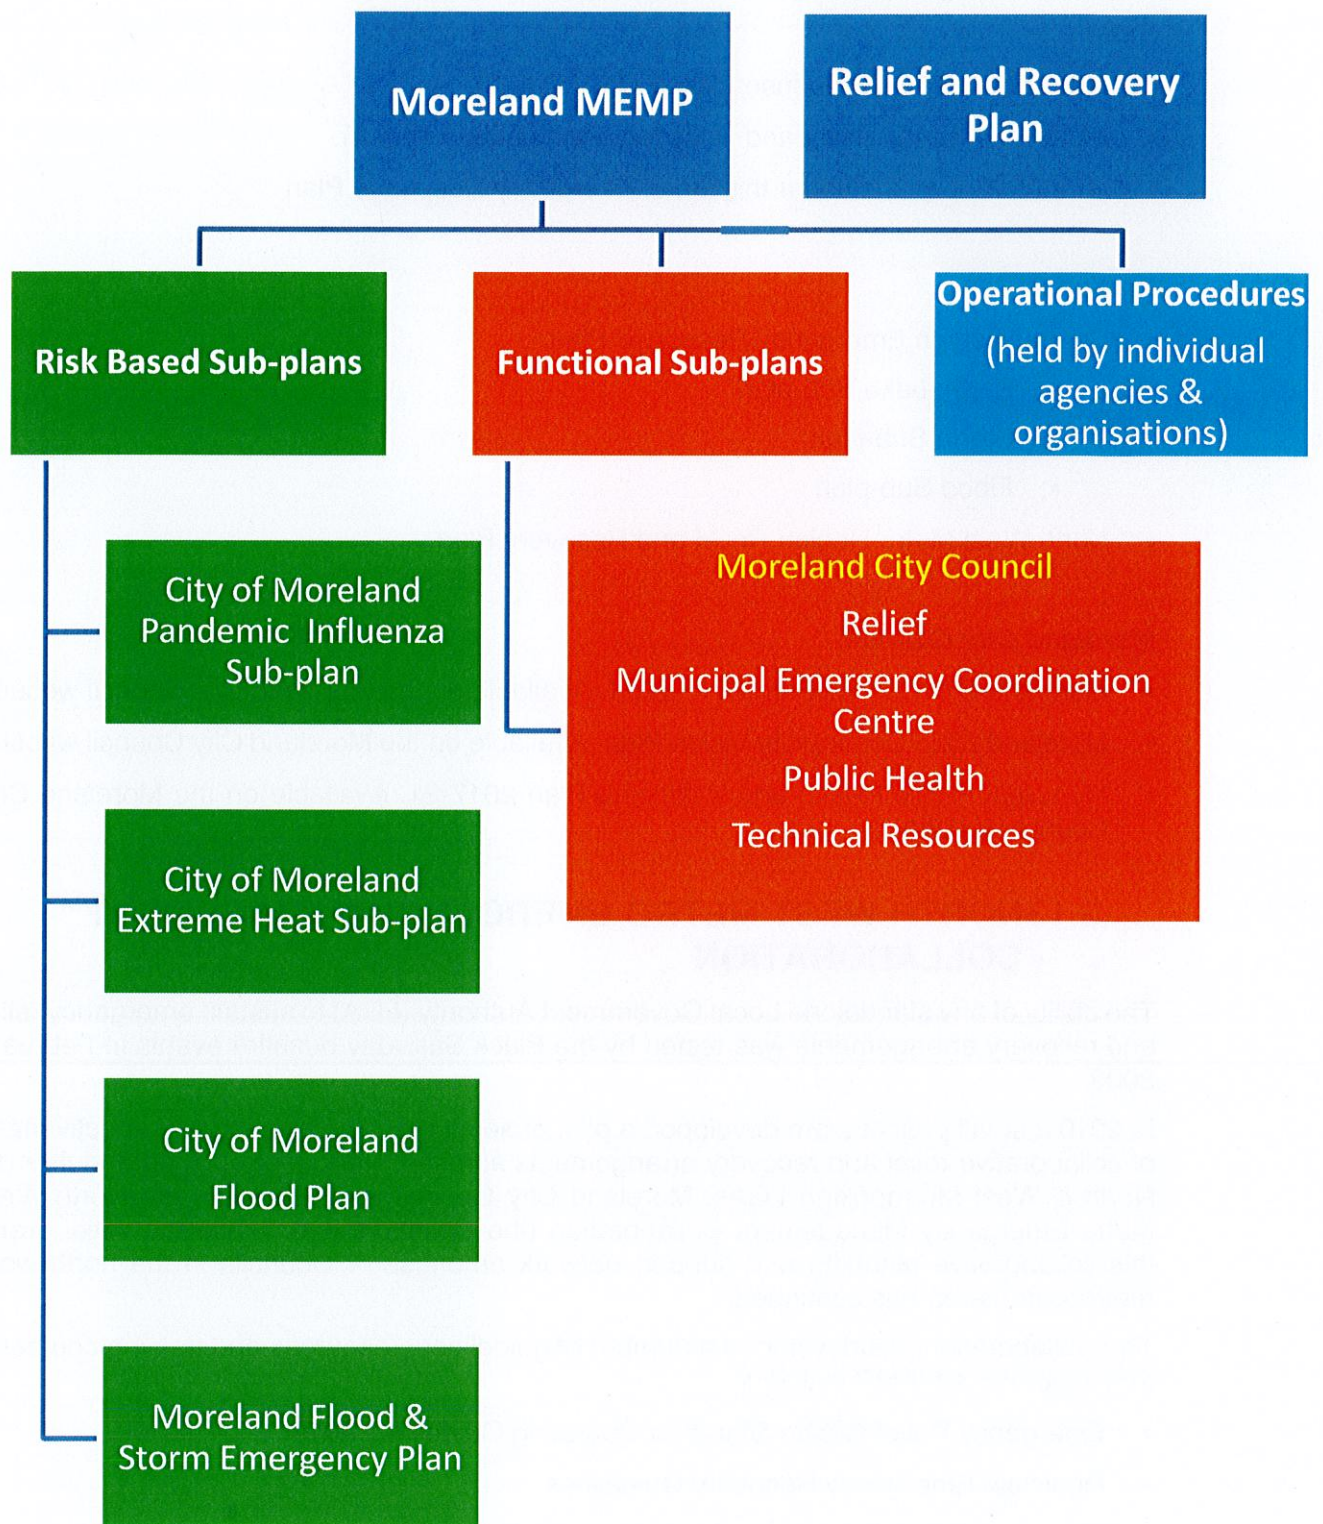 Moreland MEMP
Relief and Recovery
Plan
Risk Based Sub-plans
Functional Sub-plans
Operational Procedures
(held by individual
agencies &
organisations)
City of Moreland
Pandemic Influenza
Sub-plan
City of Moreland
Extreme Heat Sub-plan
City of Moreland
Flood Plan
Moreland Flood &
Storm Emergency Plan
Moreland City Council
Relief
Municipal Emergency Coordination
Centre
Public Health
Technical Resources